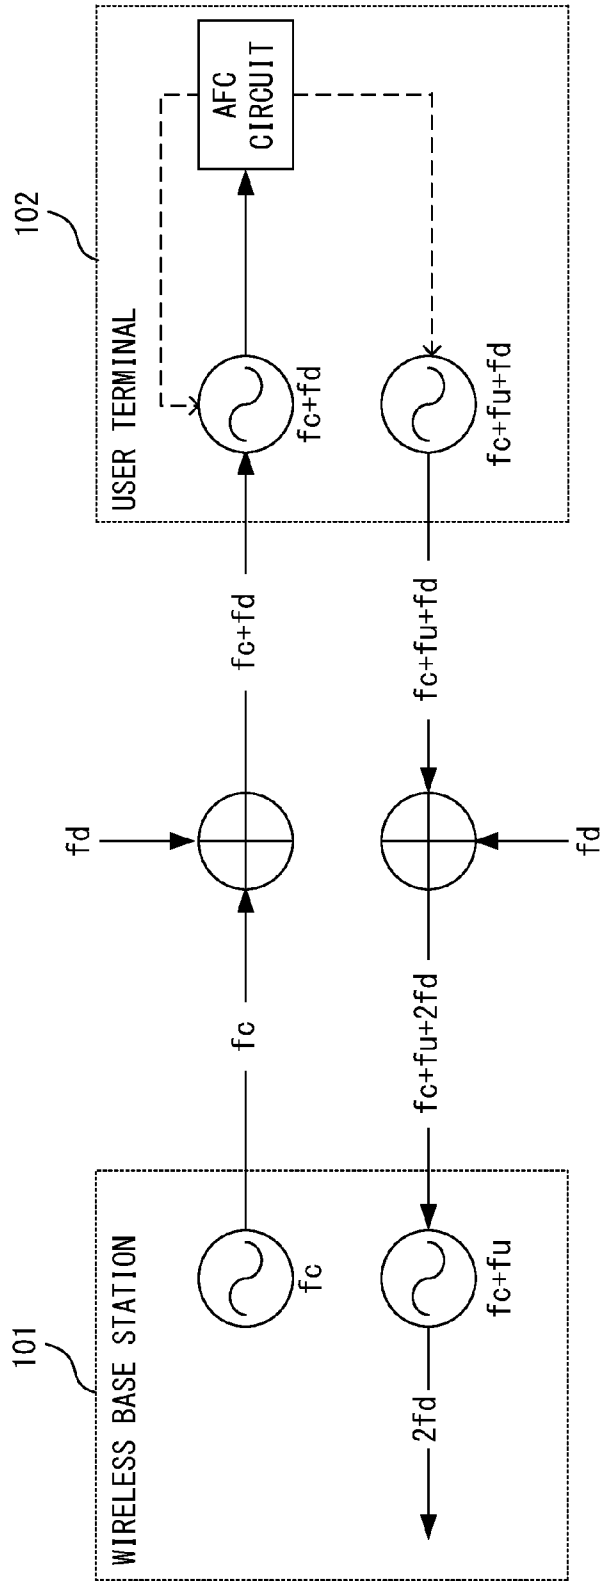 101
WIRELESS BASE STATION
fc
fc
fd
fc+fd
102
USER TERMINAL
fc+fd
AFC
CIRCUIT
2fd
fc+fu
fc+fu+2fd
fd
fc+fu+fd
fc+fu+fd